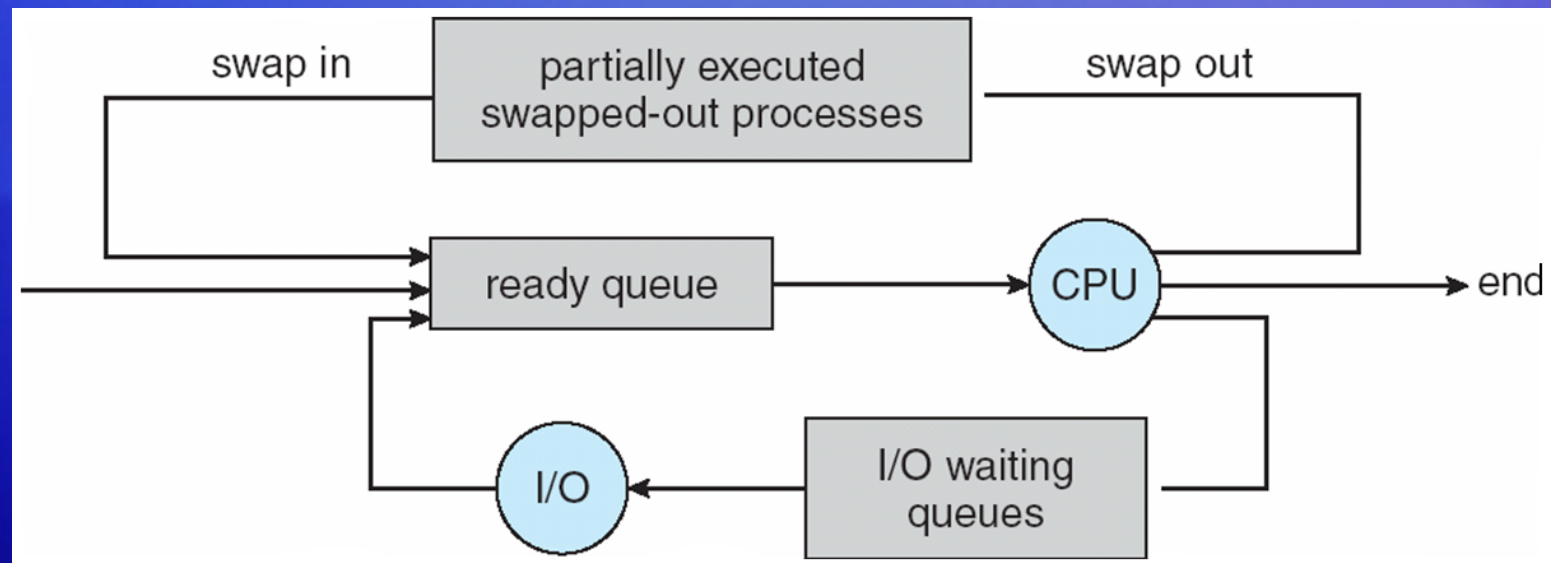 swap in
partially executed
swapped-out processes
swap out
ready queue
CPU
end
I/O
I/O waiting
queues